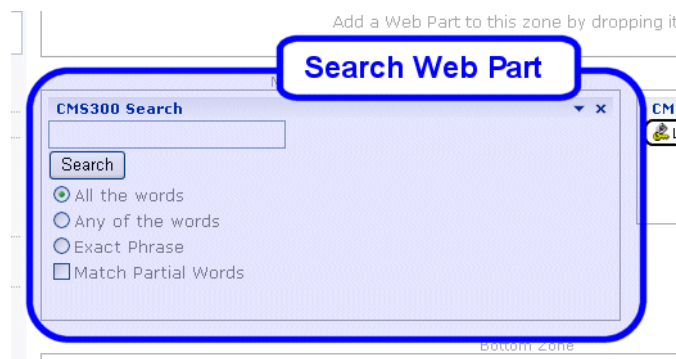 Add a Web Part to this zone by dropping it
Search Web Part
CMS300 Search
CM
Search
All the words
Any of the words
Exact Phrase
Match Partial Words
Bottom Zone